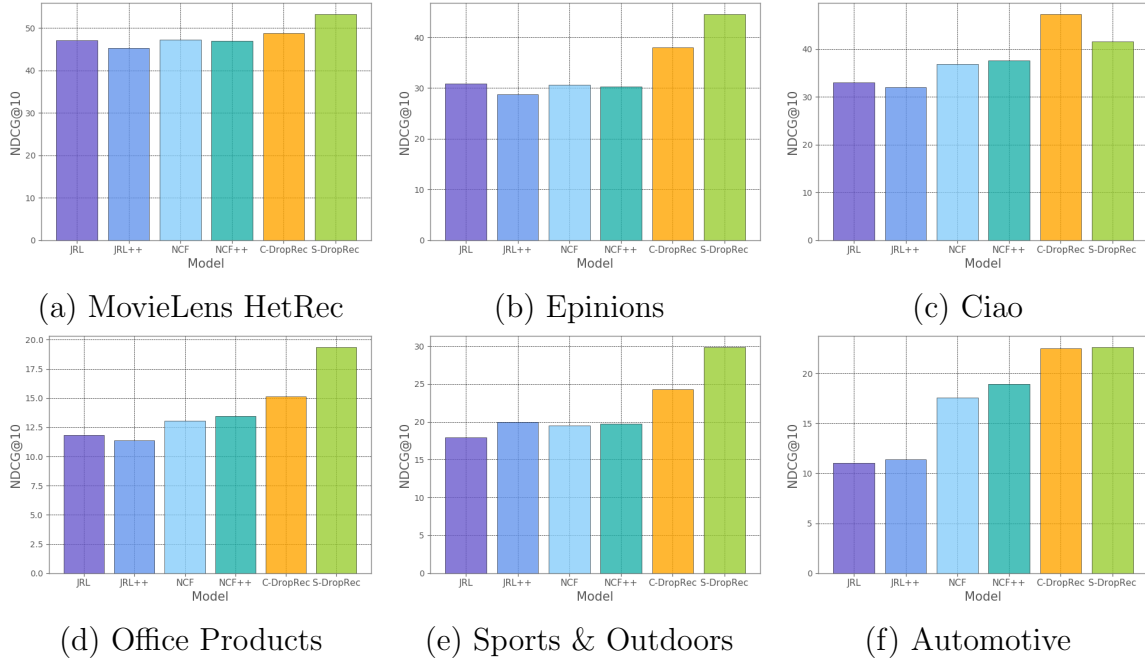 NDCG@10
50
40
30
20
10
0
JRL JRL++ NCF NCF++ C-DropRec S-DropRec
Model
(a) MovieLens HetRec
NDCG@10
40
30
20
10
0
JRL JRL++ NCF NCF++ C-DropRec S-DropRec
Model
(b) Epinions
NDCG@10
40
30
20
10
0
JRL JRL++ NCF NCF++ C-DropRec S-DropRec
Model
(c) Ciao
NDCG@10
20.0
17.5
15.0
12.5
10.0
7.5
5.0
2.5
0.0
JRL JRL++ NCF NCF++ C-DropRec S-DropRec
Model
(d) Office Products
NDCG@10
30
25
20
15
10
5
0
JRL JRL++ NCF NCF++ C-DropRec S-DropRec
Model
(e) Sports & Outdoors
NDCG@10
20
15
10
5
0
JRL JRL++ NCF NCF++ C-DropRec S-DropRec
Model
(f) Automotive